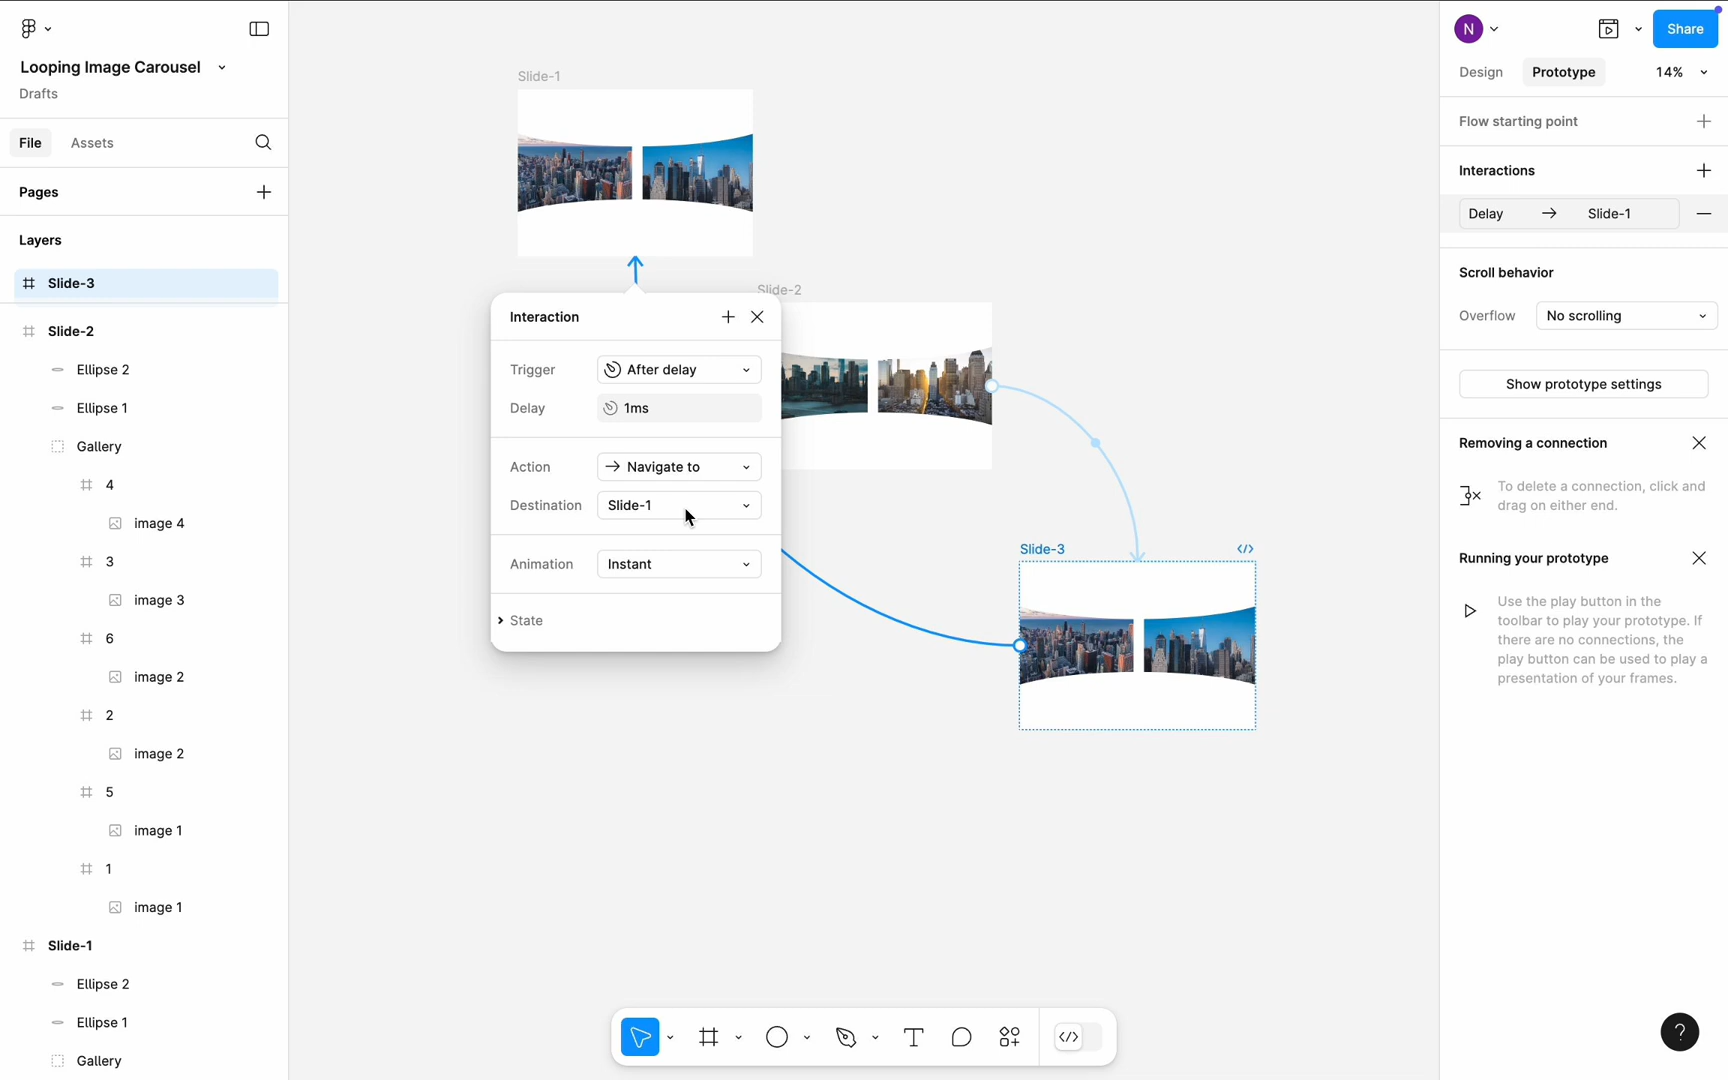 Looping Image Carousel
Drafts
File
Assets
Pages
Layers
Slide-3
Slide-2
Ellipse 2
Ellipse 1
Gallery
4
image 4
3
image 3
6
image 2
2
image 2
5
image 1
1
image 1
Slide-1
Ellipse 2
Ellipse 1
Gallery
Slide-1
Slide-2
Interaction
Trigger
After delay
Delay
1ms
Action
Navigate to
Destination
Slide-1
Animation
Instant
State
Slide-3
N
Share
Design
Prototype
14%
Flow starting point
Interactions
Delay
Slide-1
Scroll behavior
Overflow
No scrolling
Show prototype settings
Removing a connection
To delete a connection, click and
drag on either end.
Running your prototype
Use the play button in the
toolbar to play your prototype. If
there are no connections, the
play button can be used to play a
presentation of your frames.
?